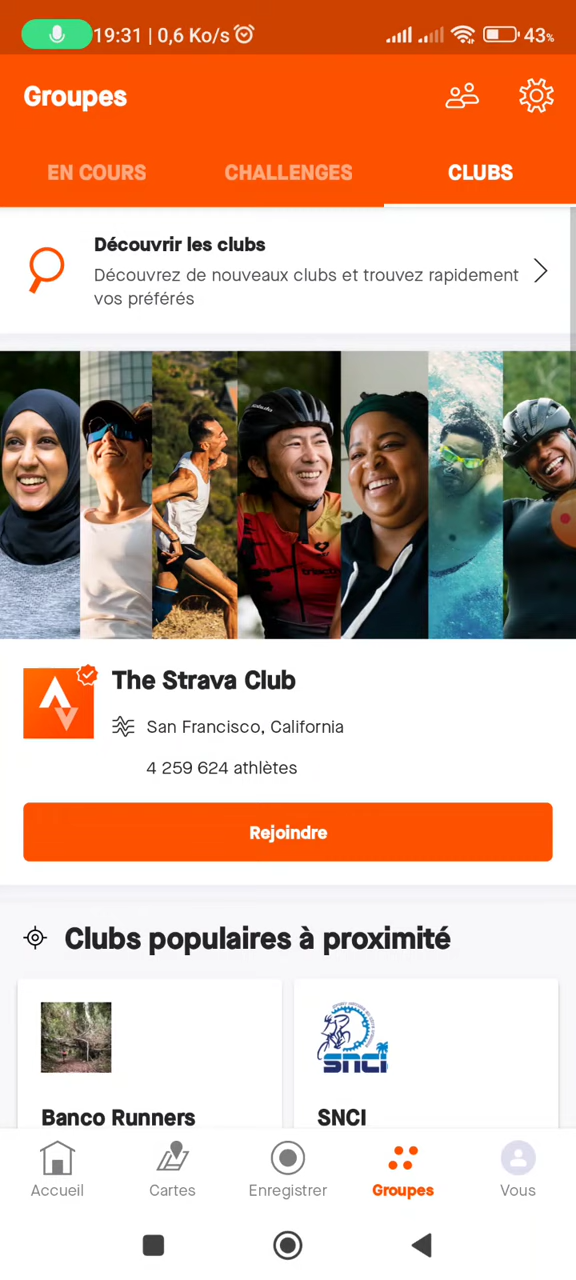 19:31 | 0,6 Ko/s
43%
Groupes
EN COURS
CHALLENGES
CLUBS
Découvrir les clubs
Découvrez de nouveaux clubs et trouvez rapidement
vos préférés
The Strava Club
San Francisco, California
4 259 624 athlètes
Rejoindre
Clubs populaires à proximité
SNCI
Banco Runners
SNCI
Accueil
Cartes
Enregistrer
Groupes
Vous